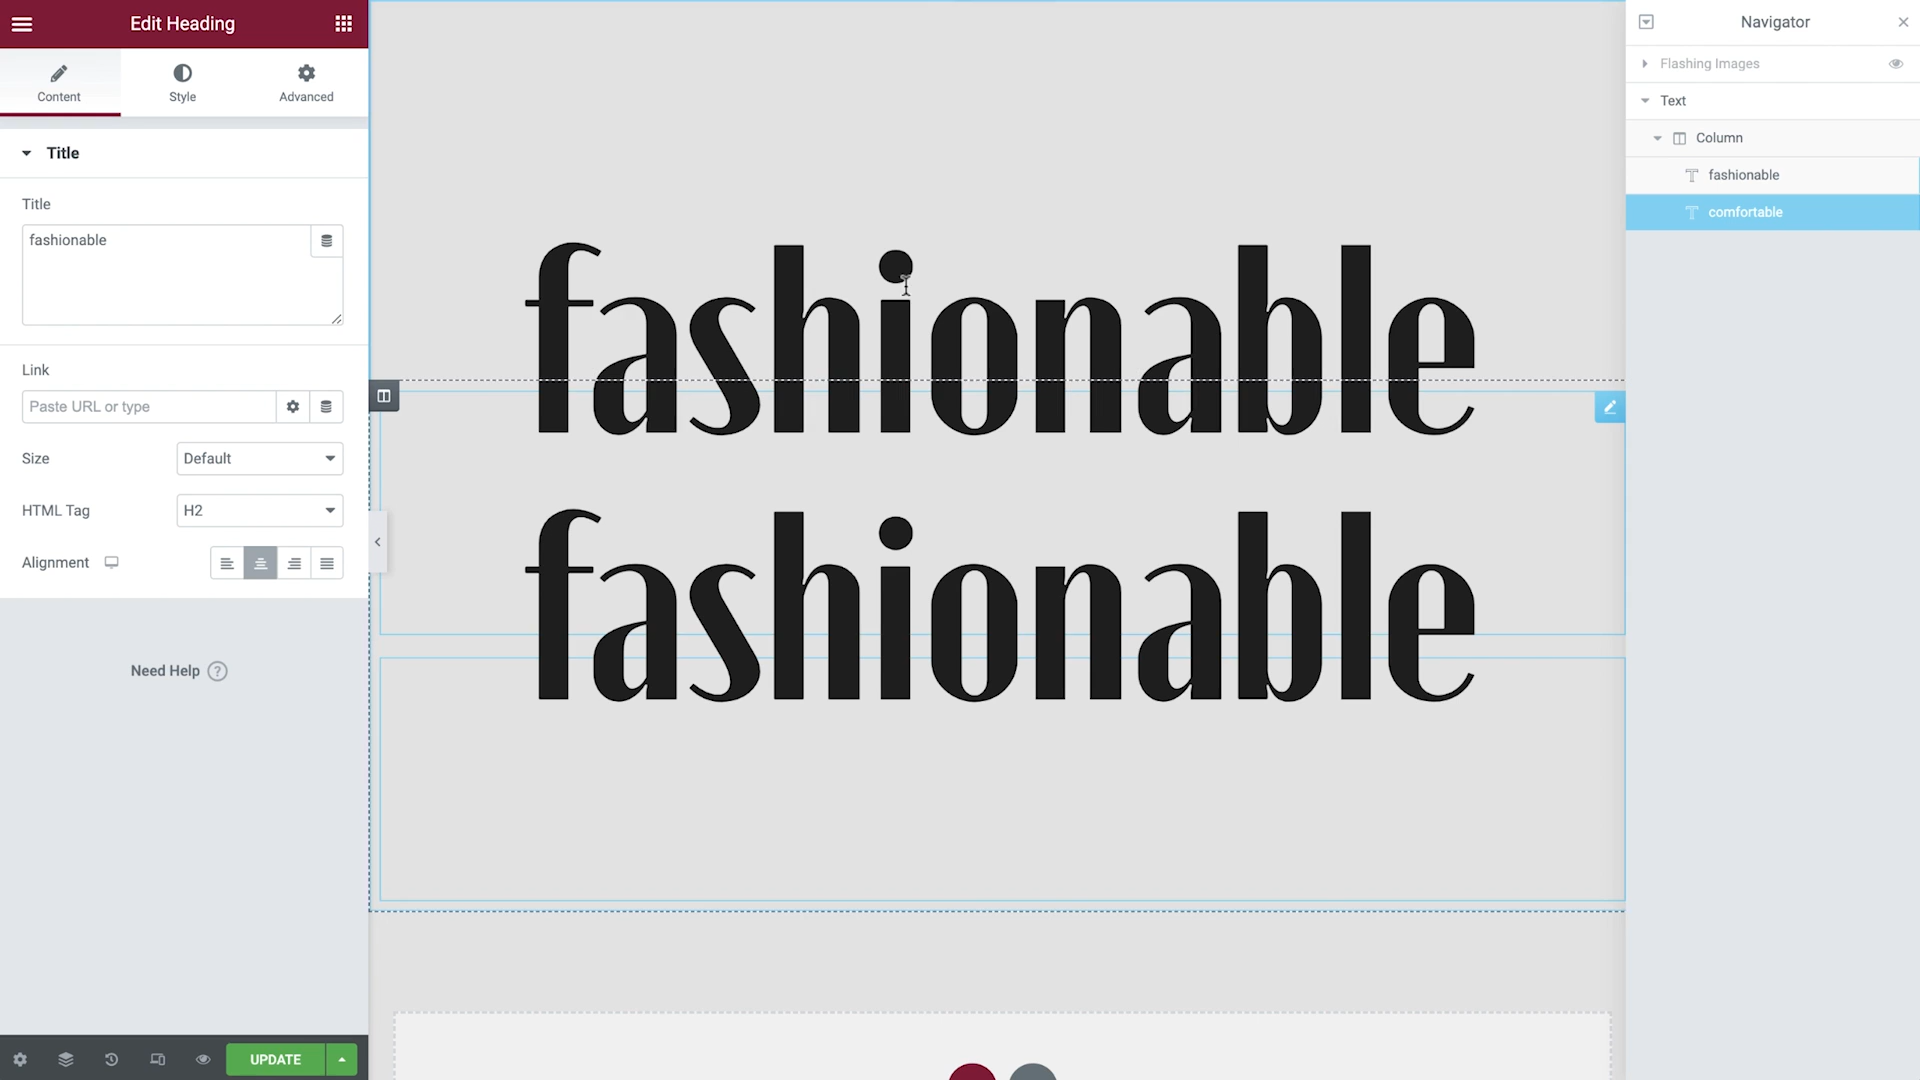 Edit Heading
Content
Style
Advanced
Title
Title
fashionable
Link
Paste URL or type
Size
Default
HTML Tag
H2
Alignment
Need Help ?
UPDATE
fashionable
fashionable
Navigator
Flashing Images
Text
Column
fashionable
comfortable